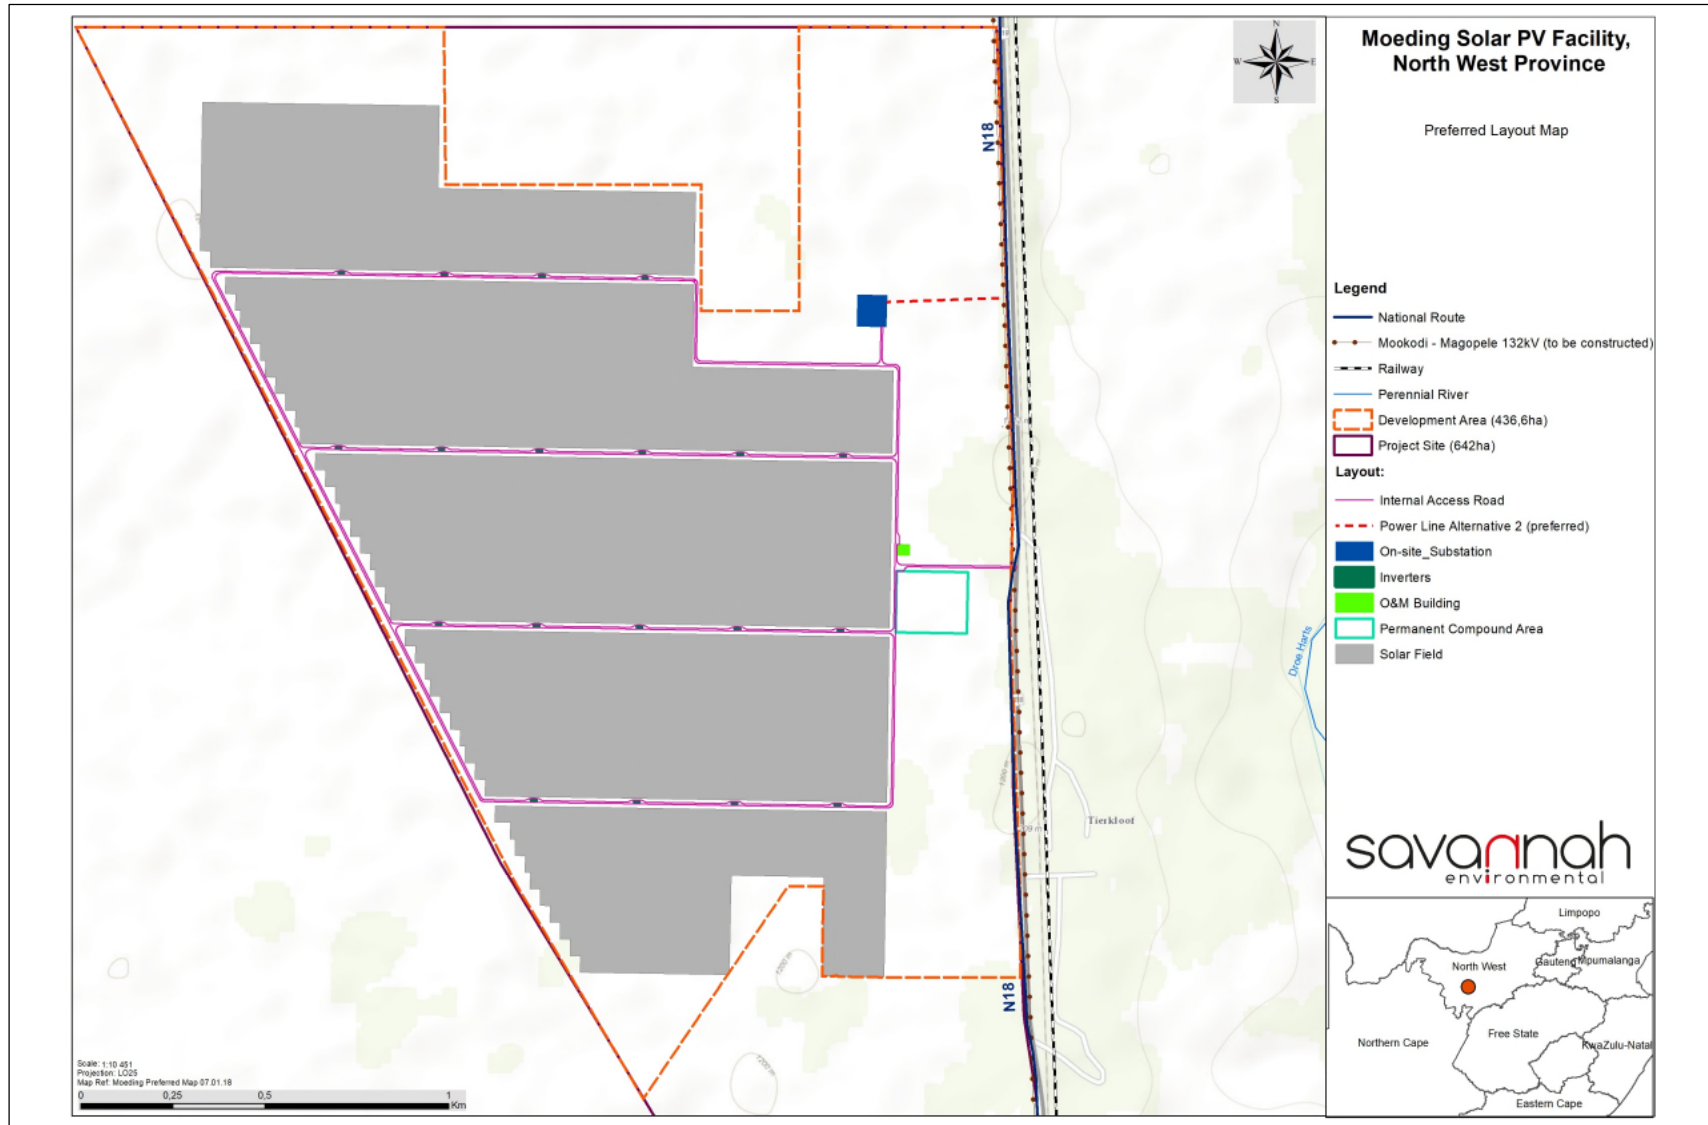 Moeding Solar PV Facility,
North West Province
Preferred Layout Map
N
W
E
S
N18
Legend
National Route
Mookodi - Magopele 132kV (to be constructed)
Railway
Perennial River
Development Area (436,6ha)
Project Site (642ha)
Layout:
Internal Access Road
Power Line Alternative 2 (preferred)
On-site_Substation
Inverters
O&M Building
Permanent Compound Area
Solar Field
Droe Harts
1200 m
Tierkloof
1200 m
1200 m
N18
savannah
environmental
Limpopo
North West
Gauteng
Mpumalanga
Free State
Northern Cape
KwaZulu-Natal
Eastern Cape
Scale: 1:10 451
Projection: LO25
Map Ref: Moeding Preferred Map 07.01.18
0 0,25 0,5 1
Km